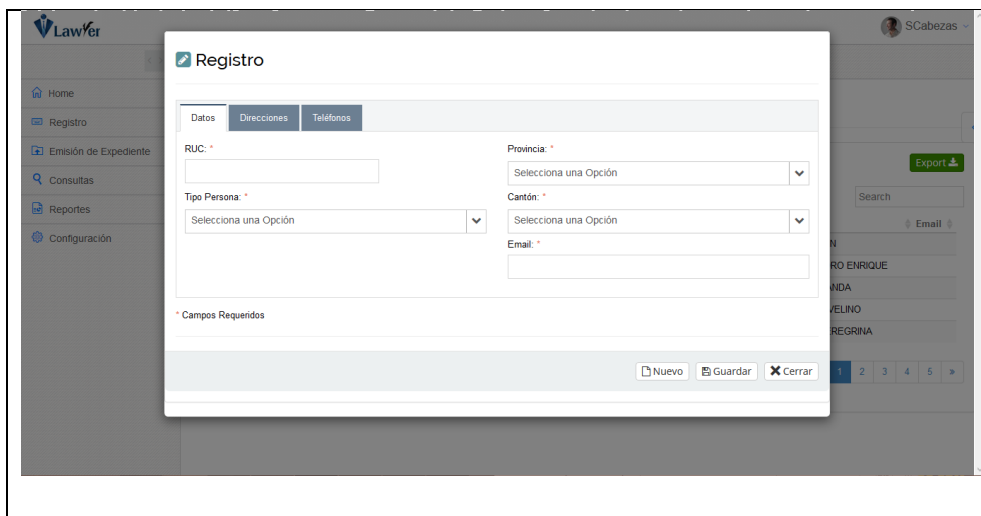 LawYer
SCabezas
Registro
Home
Registro
Emisión de Expediente
Consultas
Reportes
Configuración
Datos Direcciones Teléfonos
RUC: * Provincia: *
Selecciona una Opción
Tipo Persona: * Cantón: *
Selecciona una Opción Selecciona una Opción
Email: *
* Campos Requeridos
Nuevo Guardar Cerrar
Export
Search
Email
N
RO ENRIQUE
ANDA
VELINO
REGRINA
1 2 3 4 5 »